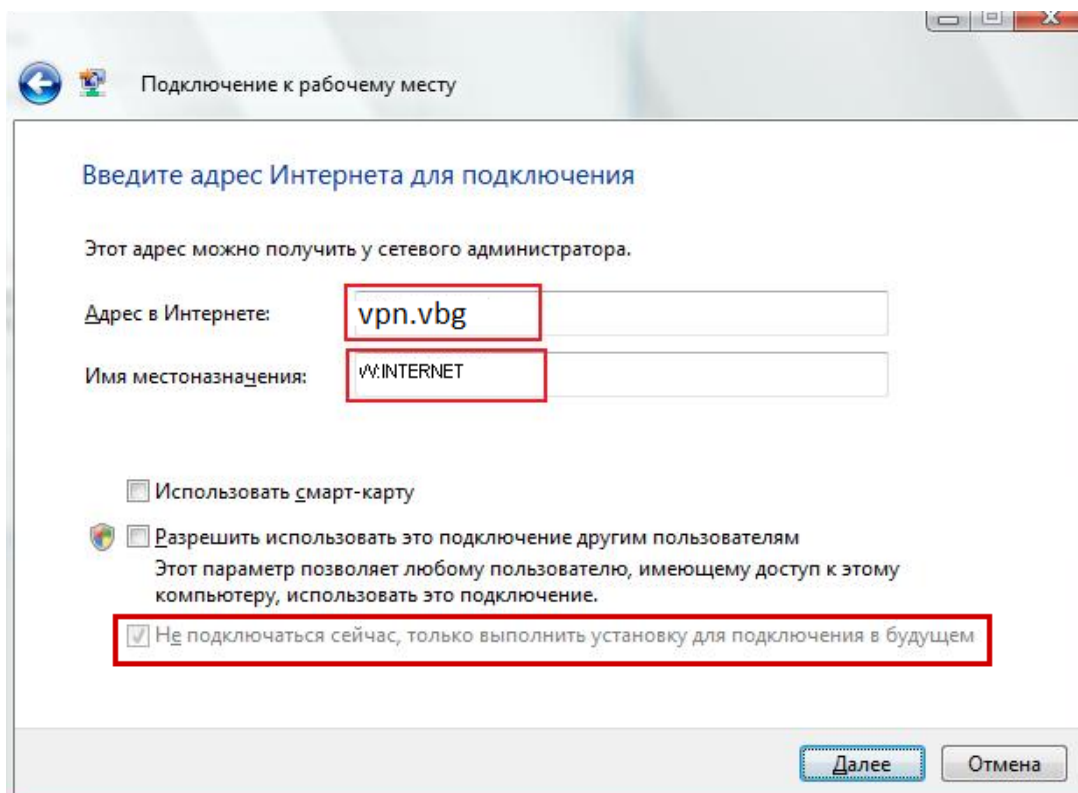 Подключение к рабочему месту
Введите адрес Интернета для подключения
Этот адрес можно получить у сетевого администратора.
Адрес в Интернете: vpn.vbg
Имя местоназначения: W:INTERNET
Использовать смарт-карту
Разрешить использовать это подключение другим пользователям
Этот параметр позволяет любому пользователю, имеющему доступ к этому
компьютеру, использовать это подключение.
Не подключаться сейчас, только выполнить установку для подключения в будущем
Далее Отмена